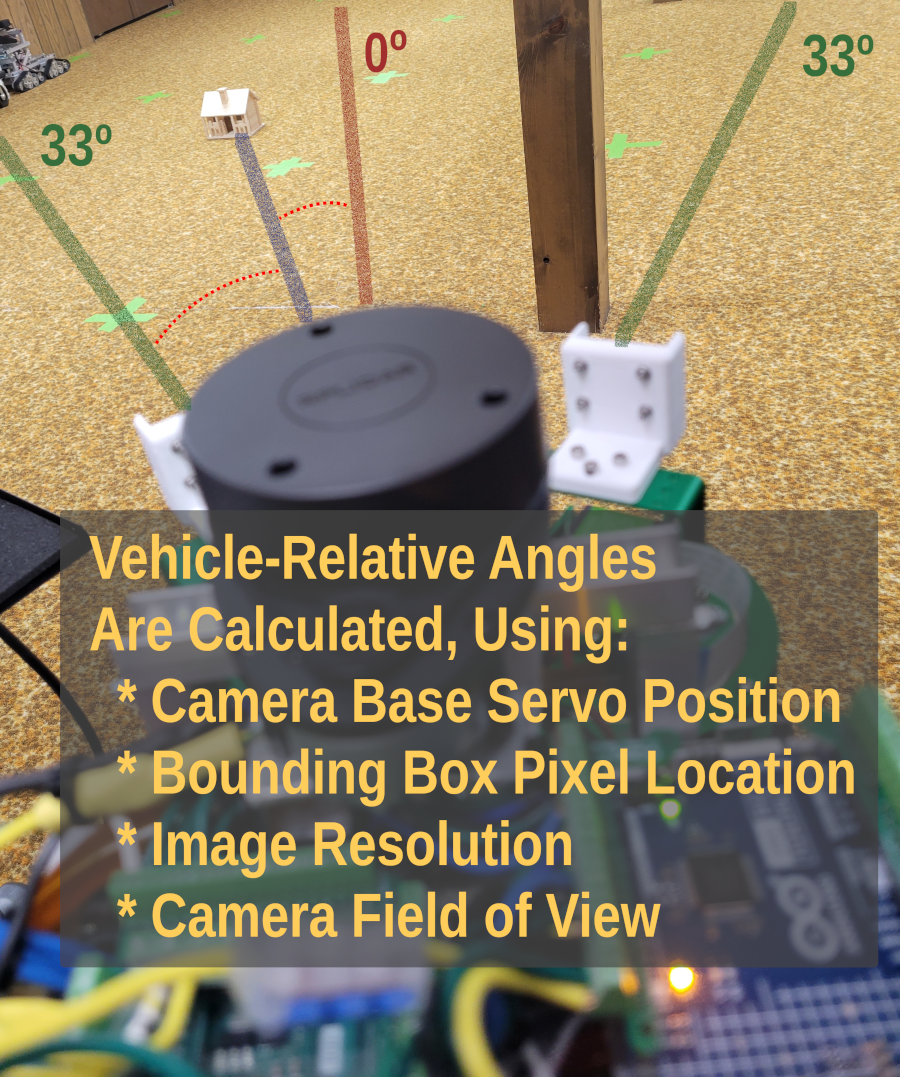 0º
33º
33º
Vehicle-Relative Angles
Are Calculated, Using:
* Camera Base Servo Position
* Bounding Box Pixel Location
* Image Resolution
* Camera Field of View